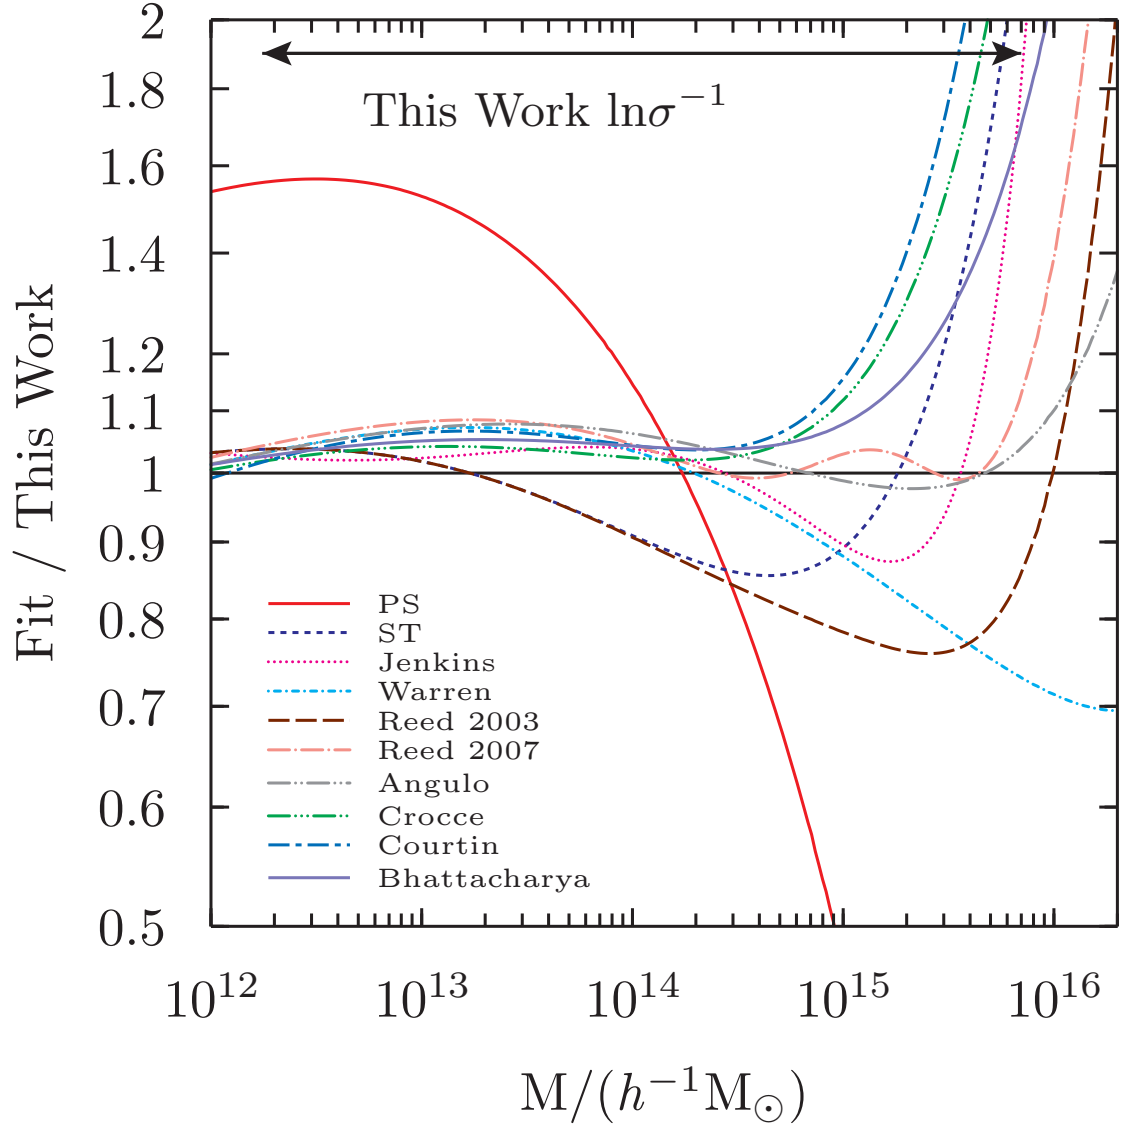 2
1.8
1.6
1.4
1.2
1.1
1
0.9
0.8
0.7
0.6
0.5
Fit / This Work
This Work lnσ⁻¹
PS
ST
Jenkins
Warren
Reed 2003
Reed 2007
Angulo
Crocce
Courtin
Bhattacharya
10¹² 10¹³ 10¹⁴ 10¹⁵ 10¹⁶
M/(h⁻¹M☉)